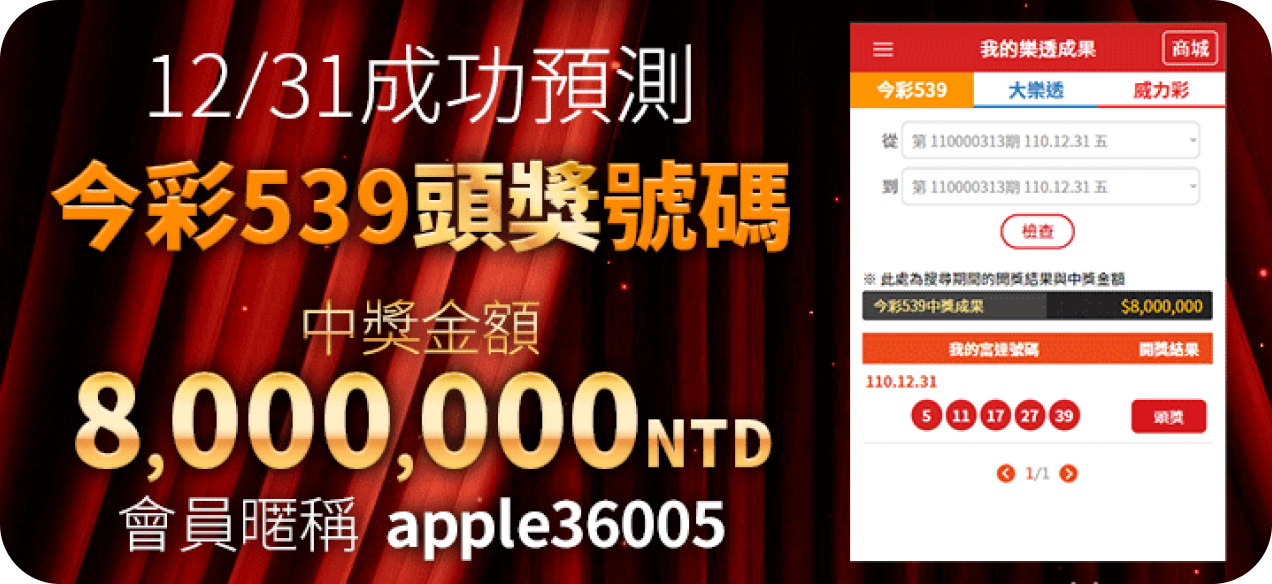 12/31成功預測
今彩539頭獎號碼
中獎金額
8,000,000NTD
會員暱稱 apple36005
我的樂透成果 商城
今彩539 大樂透 威力彩
從 第 110000313期 110.12.31 五
到 第 110000313期 110.12.31 五
檢查
※ 此處為搜尋期間的開獎結果與中獎金額
今彩539中獎成果 $8,000,000
我的富達號碼 開獎結果
110.12.31
5 11 17 27 39 頭獎
1/1